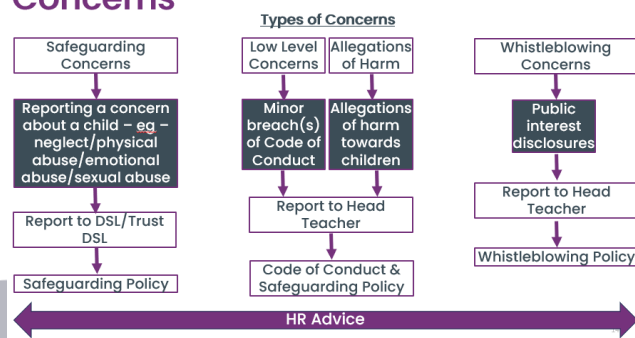 Concerns
Types of Concerns
Safeguarding
Concerns
Reporting a concern
about a child – eg –
neglect/physical
abuse/emotional
abuse/sexual abuse
Report to DSL/Trust
DSL
Safeguarding Policy
Low Level
Concerns
Minor
breach(s)
of Code of
Conduct
Allegations
of Harm
Allegations
of harm
towards
children
Report to Head
Teacher
Code of Conduct &
Safeguarding Policy
Whistleblowing
Concerns
Public
interest
disclosures
Report to Head
Teacher
Whistleblowing Policy
HR Advice